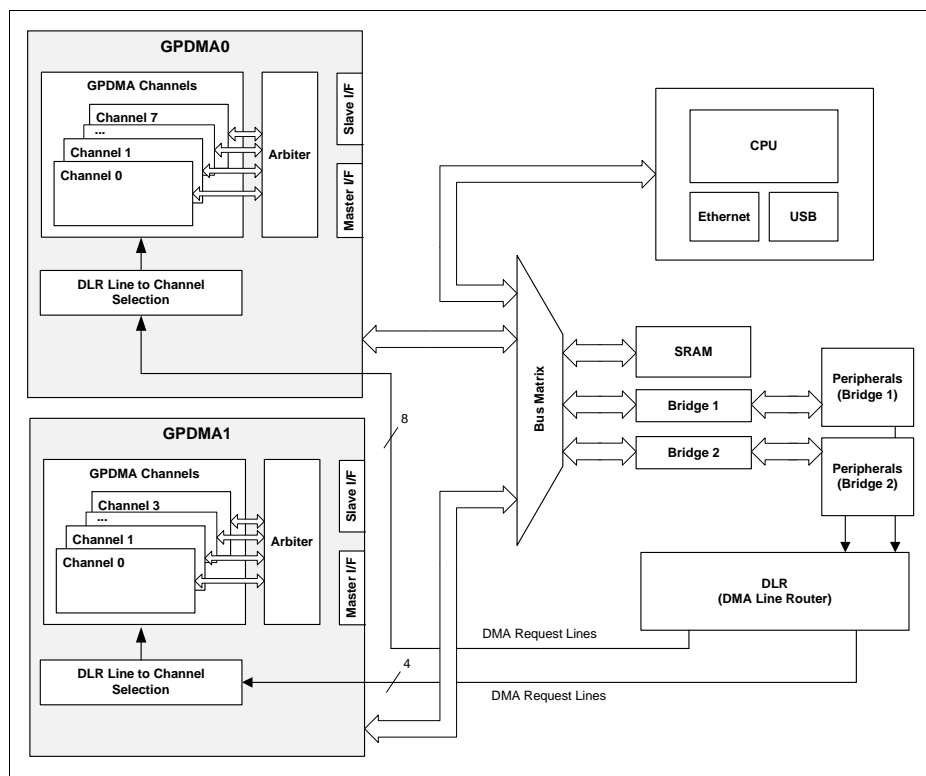 GPDMA0
GPDMA Channels
Channel 7
...
Channel 1
Channel 0
Arbiter
Slave I/F
Master I/F
DLR Line to Channel
Selection
CPU
Ethernet
USB
Bus Matrix
SRAM
Bridge 1
Bridge 2
Peripherals
(Bridge 1)
Peripherals
(Bridge 2)
8
GPDMA1
GPDMA Channels
Channel 3
...
Channel 1
Channel 0
Arbiter
Slave I/F
Master I/F
DLR Line to Channel
Selection
DLR
(DMA Line Router)
DMA Request Lines
4
DMA Request Lines